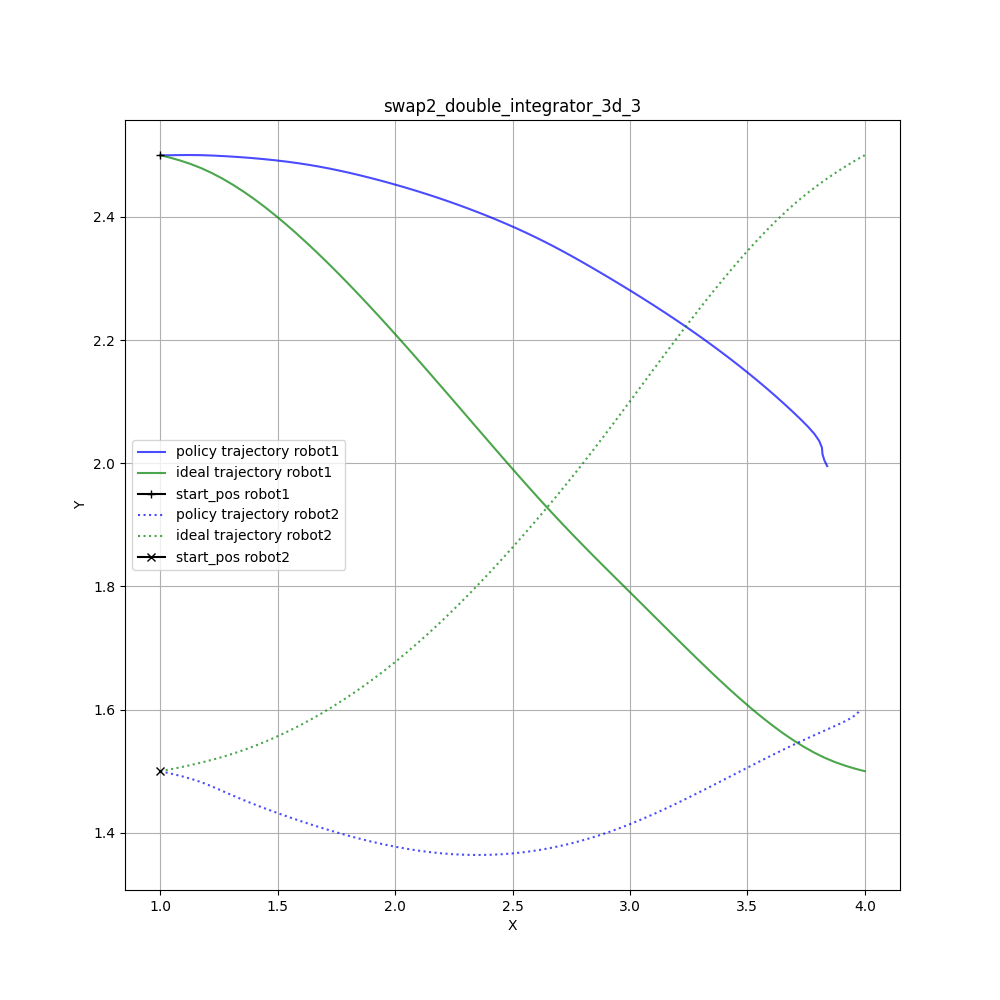 swap2_double_integrator_3d_3
2.4
2.2
2.0
1.8
1.6
1.4
Y
policy trajectory robot1
ideal trajectory robot1
start_pos robot1
policy trajectory robot2
ideal trajectory robot2
start_pos robot2
1.0 1.5 2.0 2.5 3.0 3.5 4.0
X